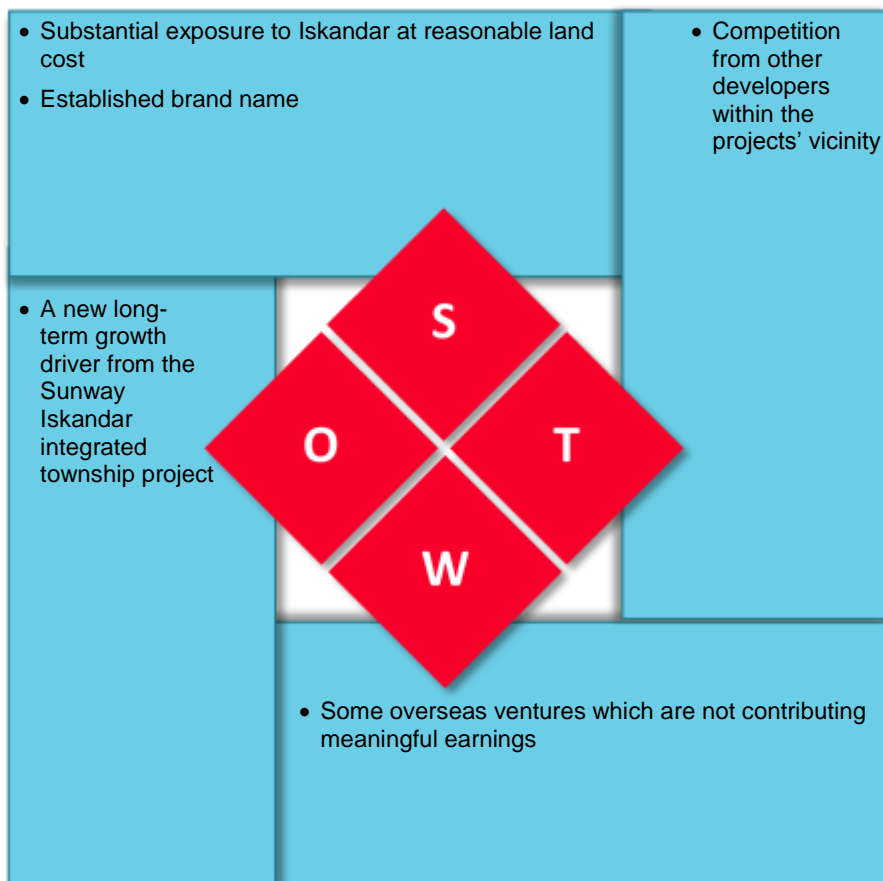 • Substantial exposure to Iskandar at reasonable land
cost
• Established brand name
• Competition
from other
developers
within the
projects’ vicinity
• A new long-
term growth
driver from the
Sunway
Iskandar
integrated
township project
S
O
T
W
• Some overseas ventures which are not contributing
meaningful earnings